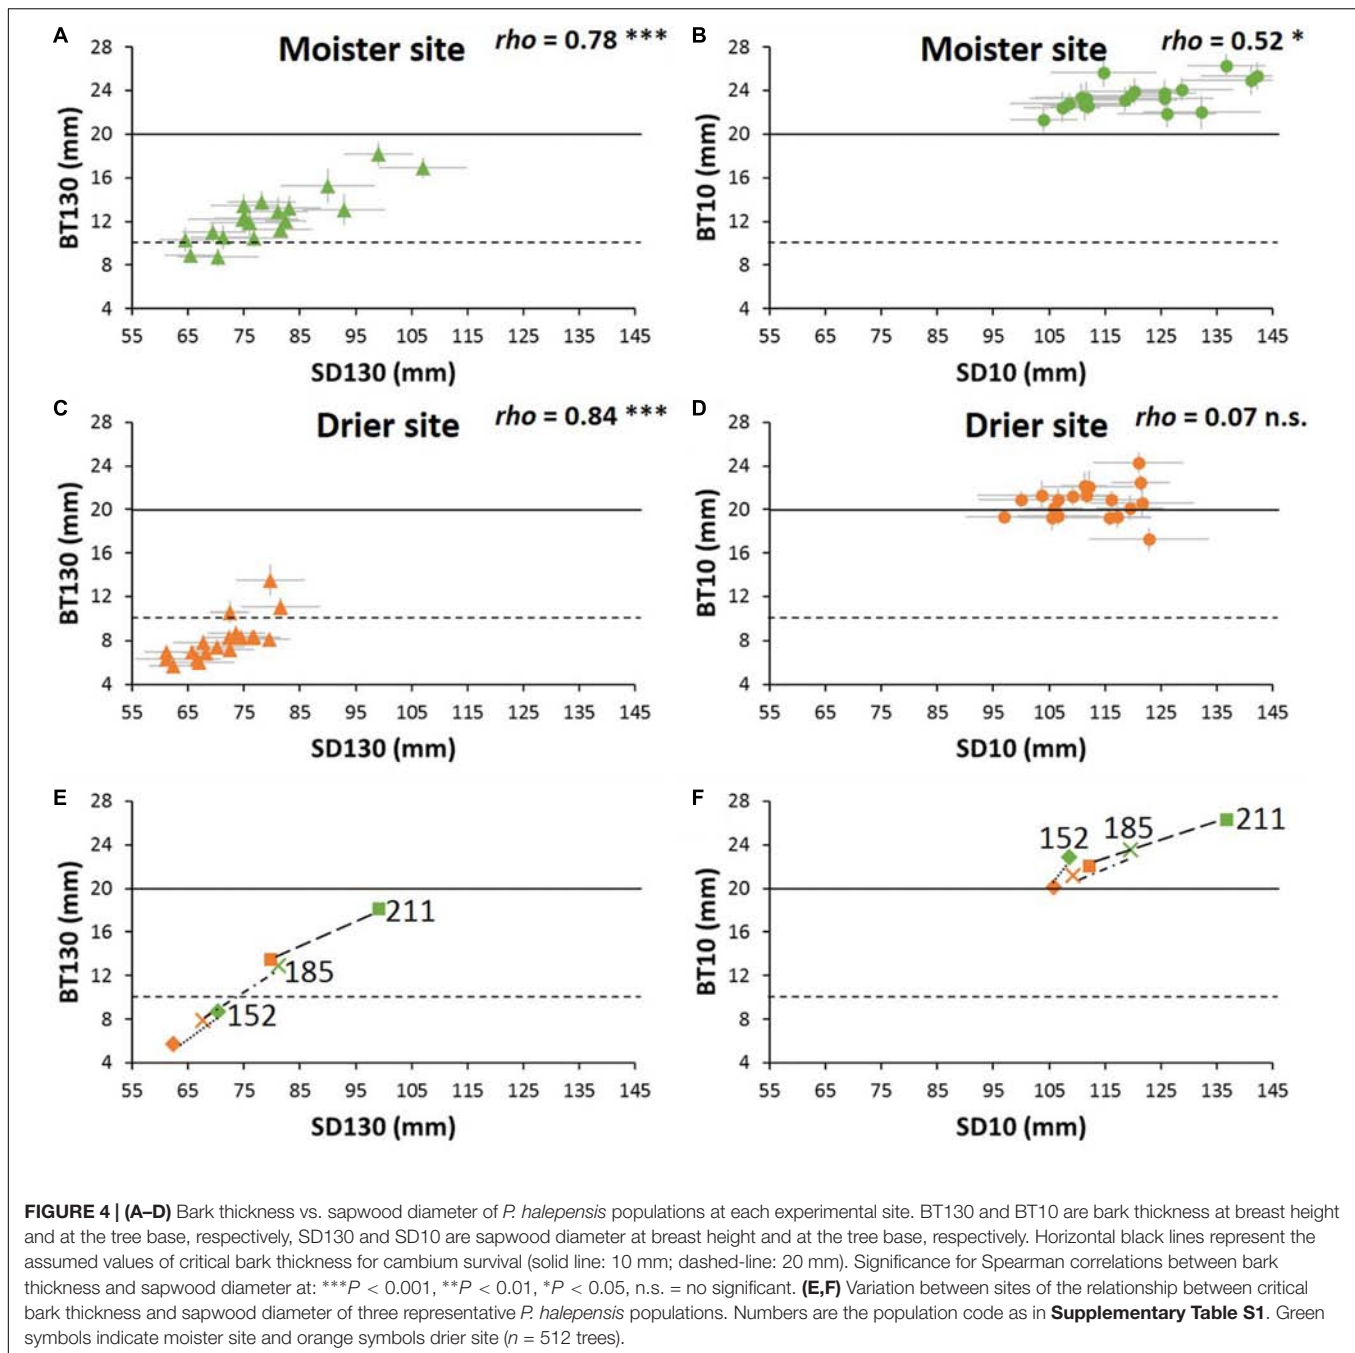 A
Moister site
rho = 0.78 ***
28
24
20
16
12
8
4
BT130 (mm)
55 65 75 85 95 105 115 125 135 145
SD130 (mm)
B
Moister site
rho = 0.52 *
28
24
20
16
12
8
4
BT10 (mm)
55 65 75 85 95 105 115 125 135 145
SD10 (mm)
C
Drier site
rho = 0.84 ***
28
24
20
16
12
8
4
BT130 (mm)
55 65 75 85 95 105 115 125 135 145
SD130 (mm)
D
Drier site
rho = 0.07 n.s.
28
24
20
16
12
8
4
BT10 (mm)
55 65 75 85 95 105 115 125 135 145
SD10 (mm)
E
28
24
20
16
12
8
4
BT130 (mm)
211
185
152
55 65 75 85 95 105 115 125 135 145
SD130 (mm)
F
28
24
20
16
12
8
4
BT10 (mm)
152
185
211
55 65 75 85 95 105 115 125 135 145
SD10 (mm)
FIGURE 4 | (A–D) Bark thickness vs. sapwood diameter of P. halepensis populations at each experimental site. BT130 and BT10 are bark thickness at breast height
and at the tree base, respectively, SD130 and SD10 are sapwood diameter at breast height and at the tree base, respectively. Horizontal black lines represent the
assumed values of critical bark thickness for cambium survival (solid line: 10 mm; dashed-line: 20 mm). Significance for Spearman correlations between bark
thickness and sapwood diameter at: ***P < 0.001, **P < 0.01, *P < 0.05, n.s. = no significant. (E,F) Variation between sites of the relationship between critical
bark thickness and sapwood diameter of three representative P. halepensis populations. Numbers are the population code as in Supplementary Table S1. Green
symbols indicate moister site and orange symbols drier site (n = 512 trees).